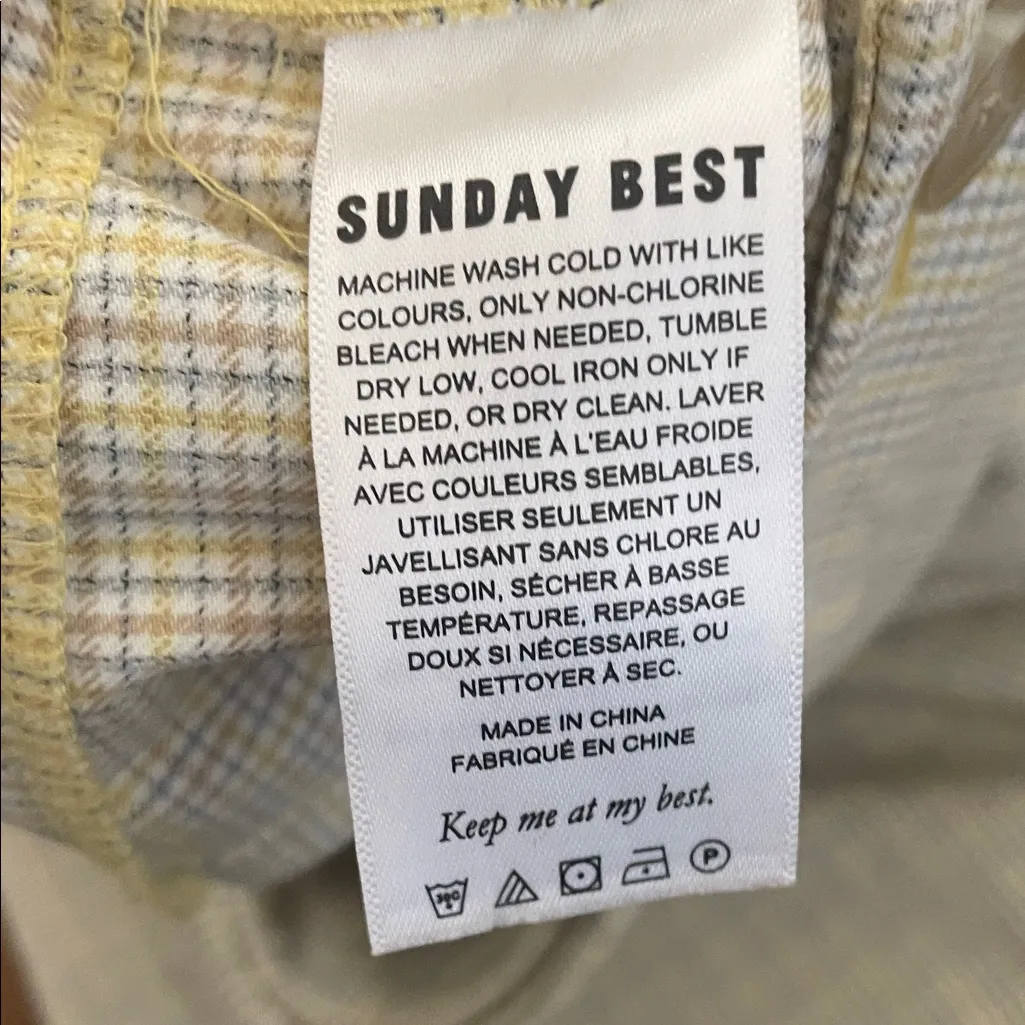 SUNDAY BEST
MACHINE WASH COLD WITH LIKE
COLOURS, ONLY NON-CHLORINE
BLEACH WHEN NEEDED, TUMBLE
DRY LOW, COOL IRON ONLY IF
NEEDED, OR DRY CLEAN. LAVER
À LA MACHINE À L'EAU FROIDE
AVEC COULEURS SEMBLABLES,
UTILISER SEULEMENT UN
JAVELLISANT SANS CHLORE AU
BESOIN, SÉCHER À BASSE
TEMPÉRATURE, REPASSAGE
DOUX SI NÉCESSAIRE, OU
NETTOYER À SEC.
MADE IN CHINA
FABRIQUÉ EN CHINE
Keep me at my best.
30C P